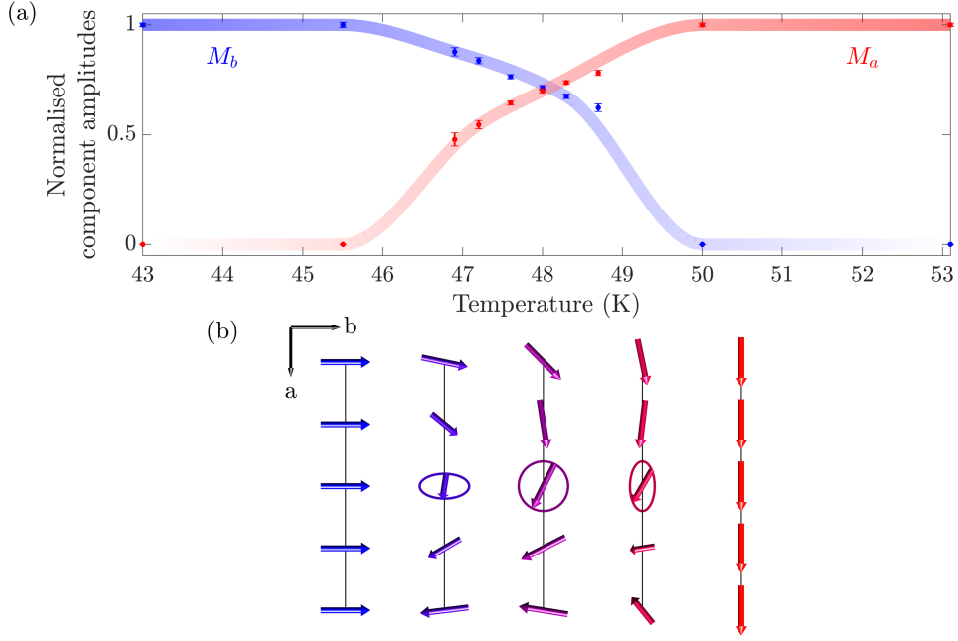 (a)
Normalised
component amplitudes
1
0.5
0
M_b
M_a
43 44 45 46 47 48 49 50 51 52 53
Temperature (K)
(b)
b
a